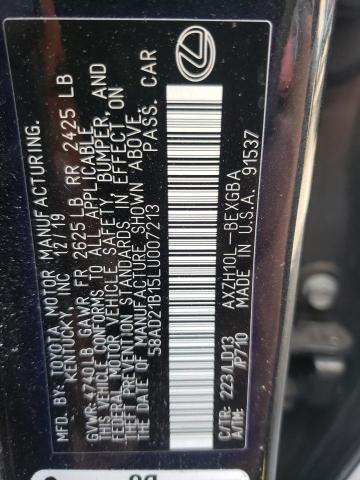 MFD. BY: TOYOTA MOTOR MANUFACTURING,
KENTUCKY, INC 12/19
GVWR: 4740 LB GAWR FR 2625 LB RR 2425 LB
THIS VEHICLE CONFORMS TO ALL APPLICABLE
FEDERAL MOTOR VEHICLE SAFETY, BUMPER, AND
THEFT PREVENTION STANDARDS IN EFFECT ON
THE DATE OF MANUFACTURE SHOWN ABOVE.
58AD21B15LU007213 PASS. CAR
C/TR: 223/LD13 AXZH10L-BEXGBA
A/TM: /P710 MADE IN U.S.A. 91537